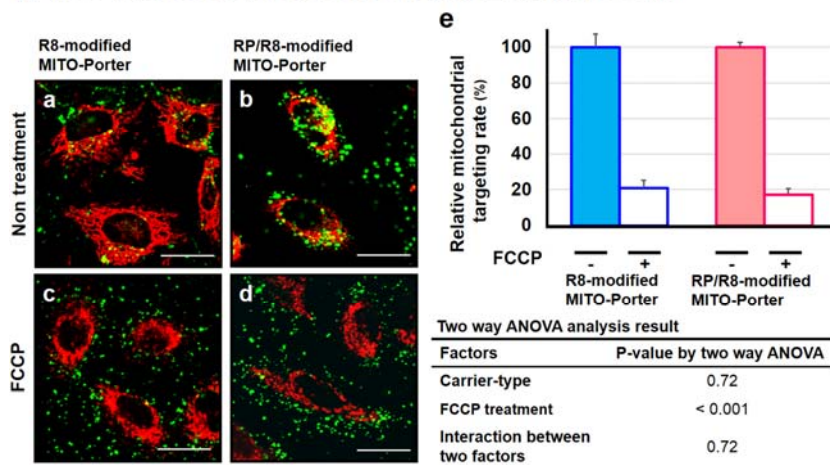 R8-modified
MITO-Porter
RP/R8-modified
MITO-Porter
Non treatment
FCCP
a
b
c
d
e
Relative mitochondrial
targeting rate (%)
100
80
60
40
20
0
FCCP
-
+
-
+
R8-modified
MITO-Porter
RP/R8-modified
MITO-Porter
Two way ANOVA analysis result
Factors P-value by two way ANOVA
Carrier-type 0.72
FCCP treatment < 0.001
Interaction between
two factors 0.72